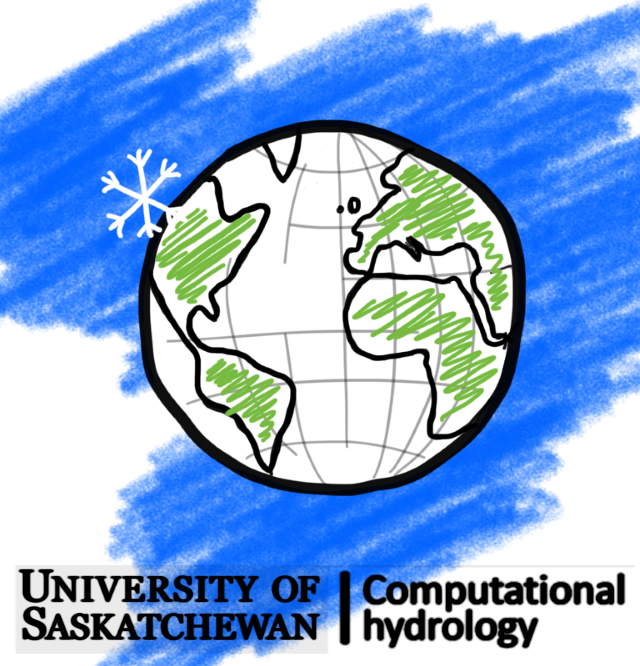 UNIVERSITY OF
SASKATCHEWAN
Computational
hydrology